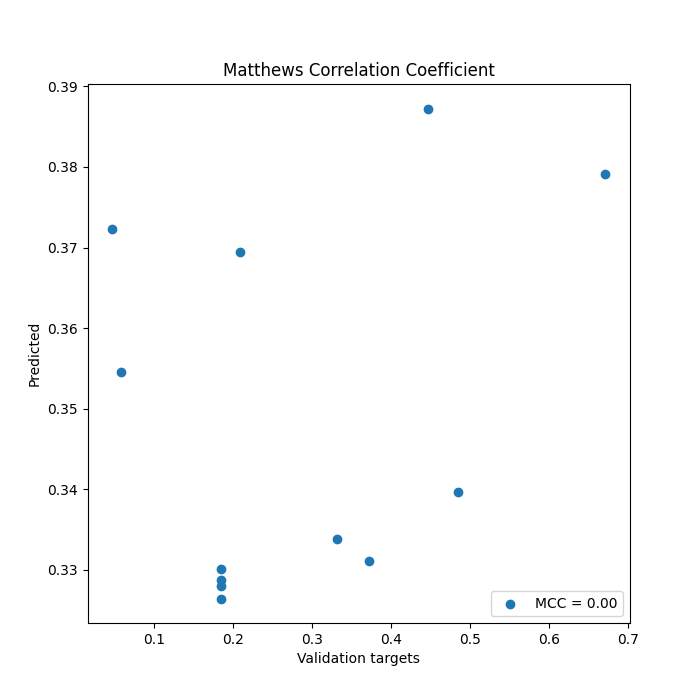 Matthews Correlation Coefficient
0.39
0.38
0.37
0.36
0.35
0.34
0.33
Predicted
MCC = 0.00
0.1 0.2 0.3 0.4 0.5 0.6 0.7
Validation targets